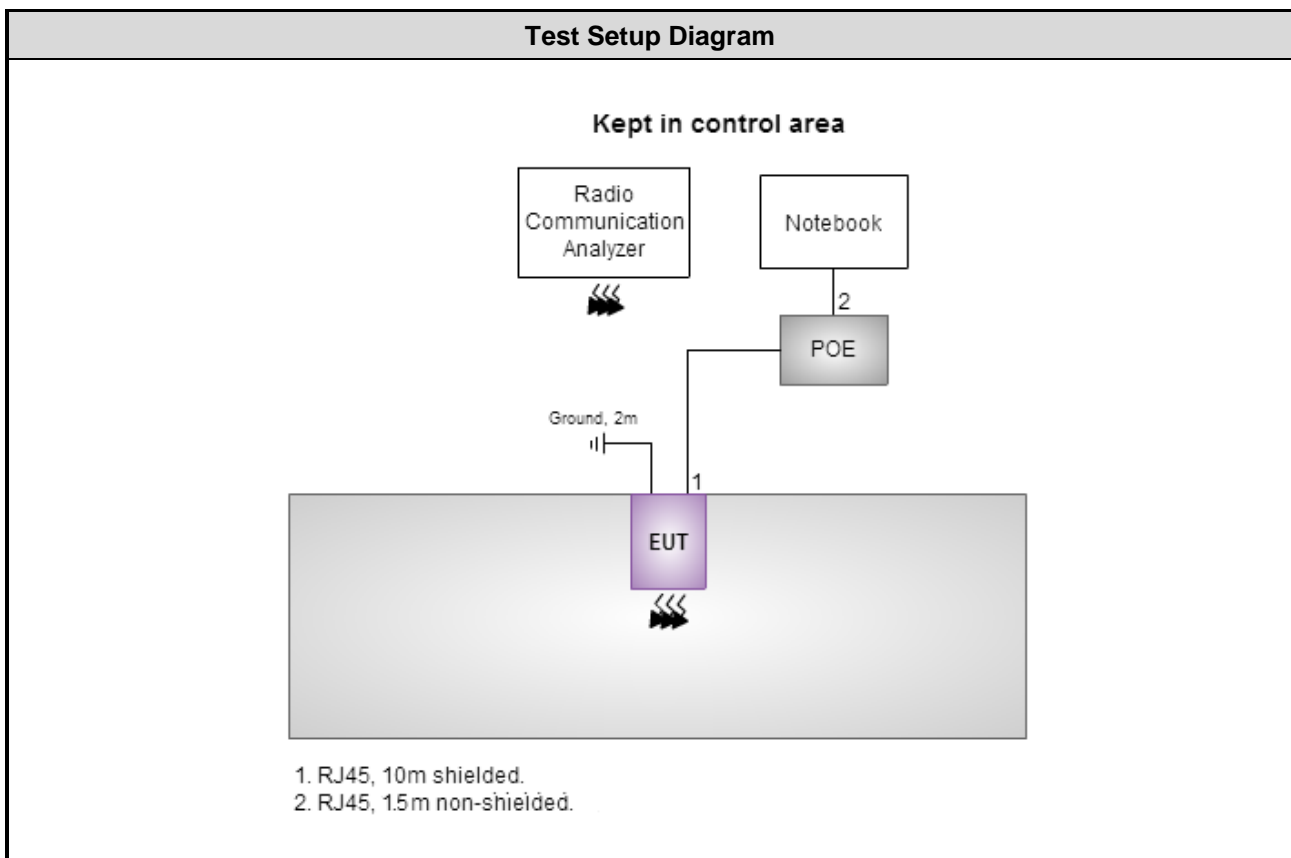 Test Setup Diagram
Kept in control area
Radio
Communication
Analyzer
Notebook
2
POE
Ground, 2m
1
EUT
1. RJ45, 10m shielded.
2. RJ45, 1.5m non-shielded.